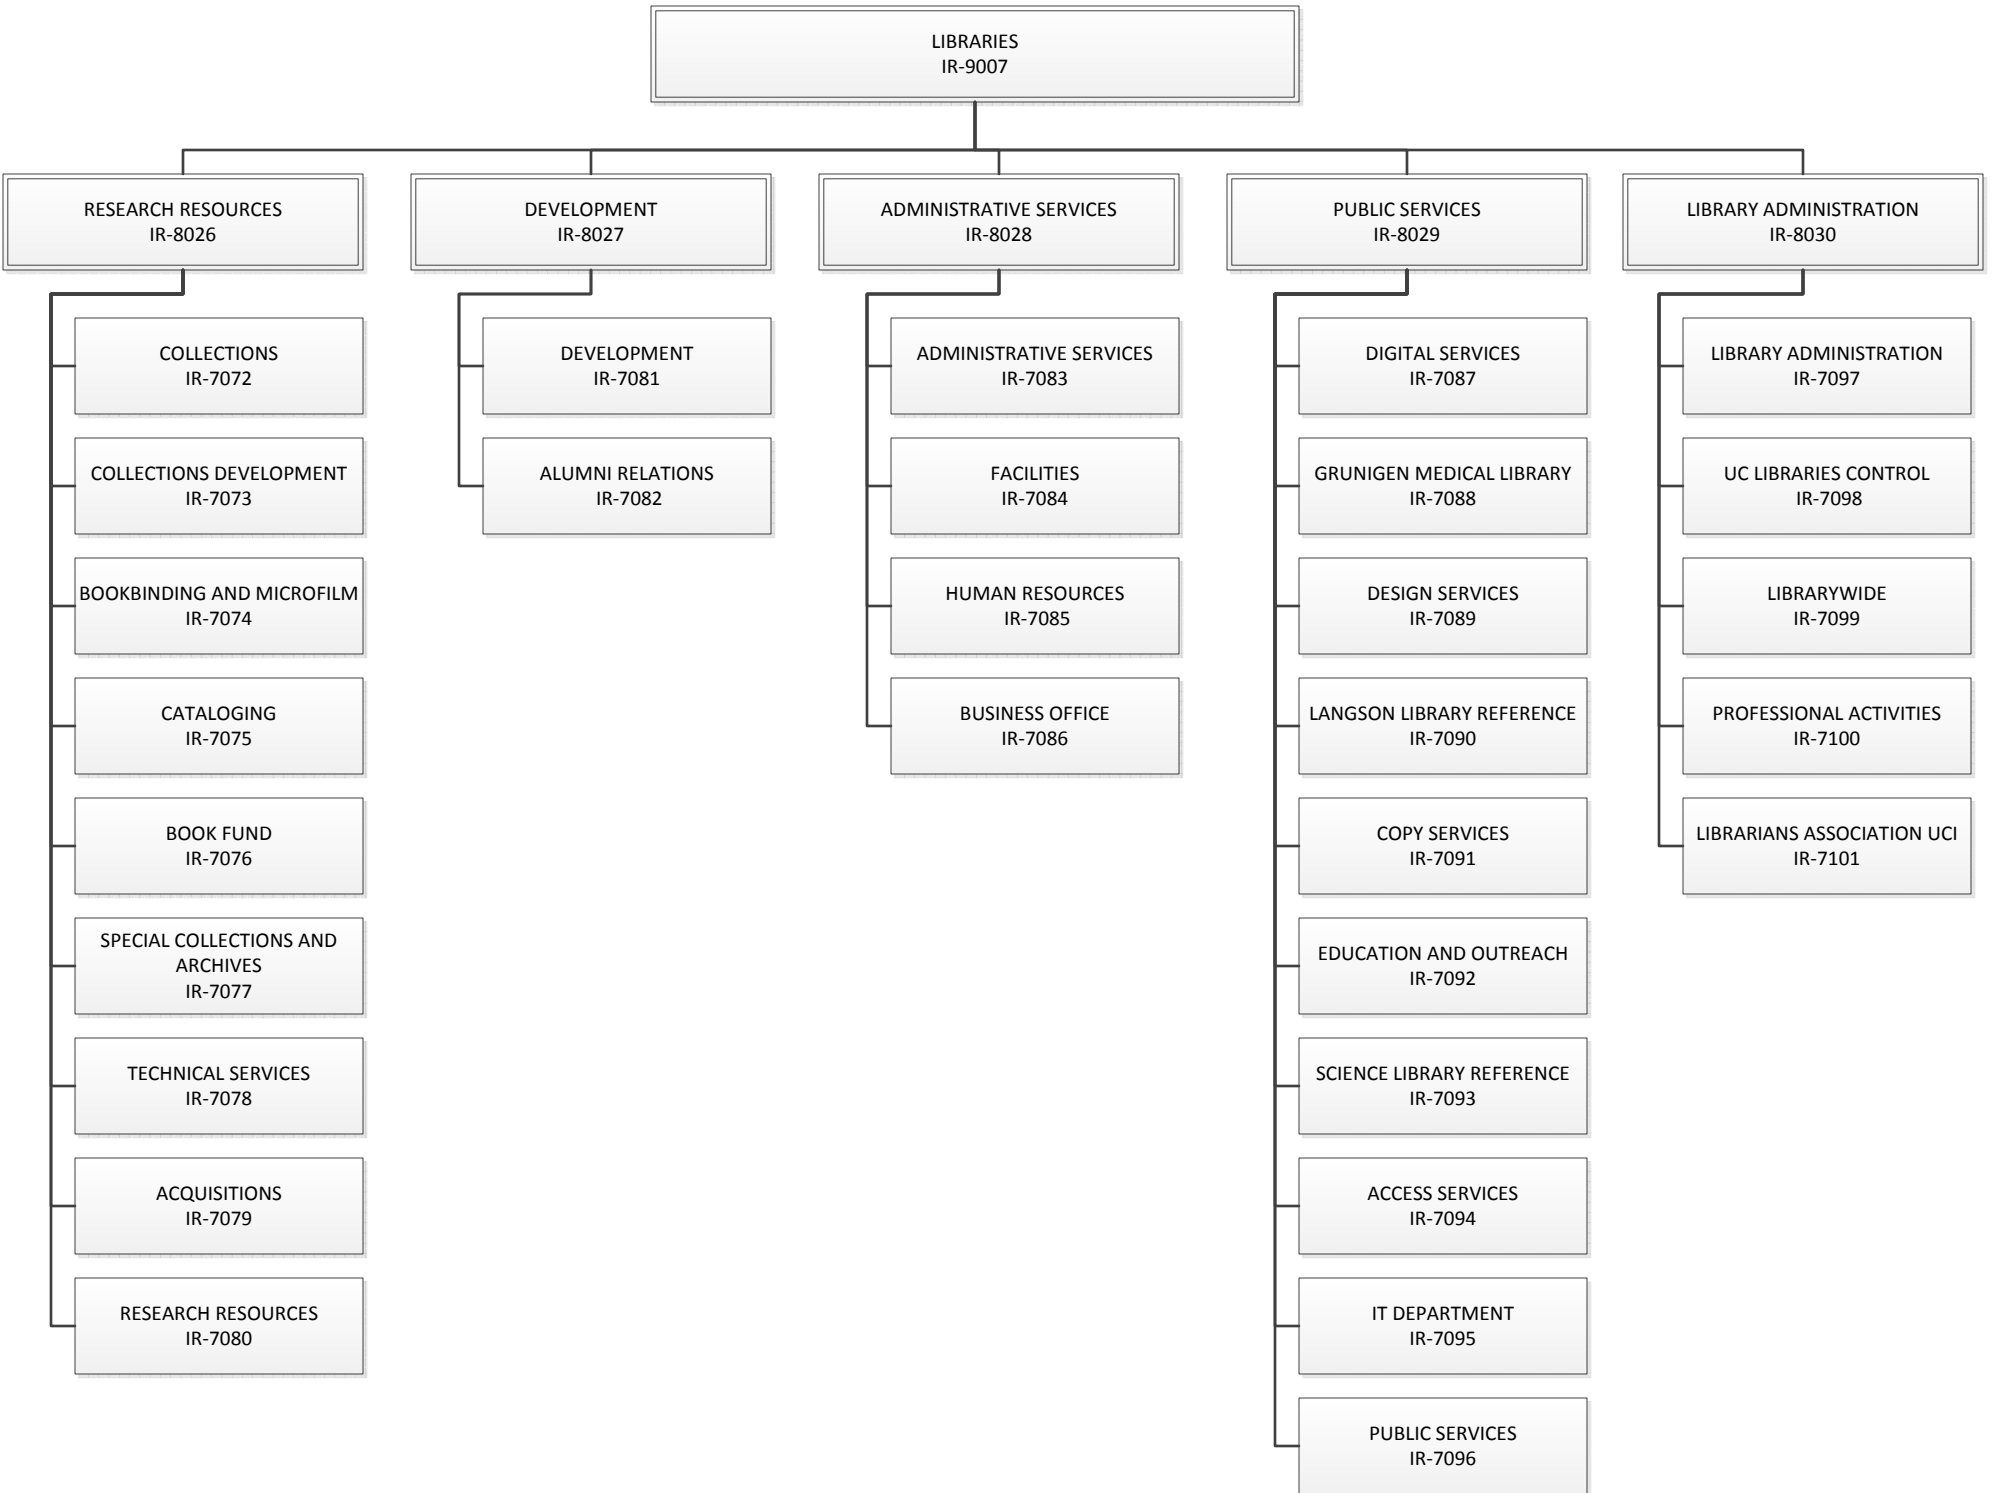 LIBRARIES
IR-9007
RESEARCH RESOURCES
IR-8026
DEVELOPMENT
IR-8027
ADMINISTRATIVE SERVICES
IR-8028
PUBLIC SERVICES
IR-8029
LIBRARY ADMINISTRATION
IR-8030
COLLECTIONS
IR-7072
COLLECTIONS DEVELOPMENT
IR-7073
BOOKBINDING AND MICROFILM
IR-7074
CATALOGING
IR-7075
BOOK FUND
IR-7076
SPECIAL COLLECTIONS AND
ARCHIVES
IR-7077
TECHNICAL SERVICES
IR-7078
ACQUISITIONS
IR-7079
RESEARCH RESOURCES
IR-7080
DEVELOPMENT
IR-7081
ALUMNI RELATIONS
IR-7082
ADMINISTRATIVE SERVICES
IR-7083
FACILITIES
IR-7084
HUMAN RESOURCES
IR-7085
BUSINESS OFFICE
IR-7086
DIGITAL SERVICES
IR-7087
GRUNIGEN MEDICAL LIBRARY
IR-7088
DESIGN SERVICES
IR-7089
LANGSON LIBRARY REFERENCE
IR-7090
COPY SERVICES
IR-7091
EDUCATION AND OUTREACH
IR-7092
SCIENCE LIBRARY REFERENCE
IR-7093
ACCESS SERVICES
IR-7094
IT DEPARTMENT
IR-7095
PUBLIC SERVICES
IR-7096
LIBRARY ADMINISTRATION
IR-7097
UC LIBRARIES CONTROL
IR-7098
LIBRARYWIDE
IR-7099
PROFESSIONAL ACTIVITIES
IR-7100
LIBRARIANS ASSOCIATION UCI
IR-7101